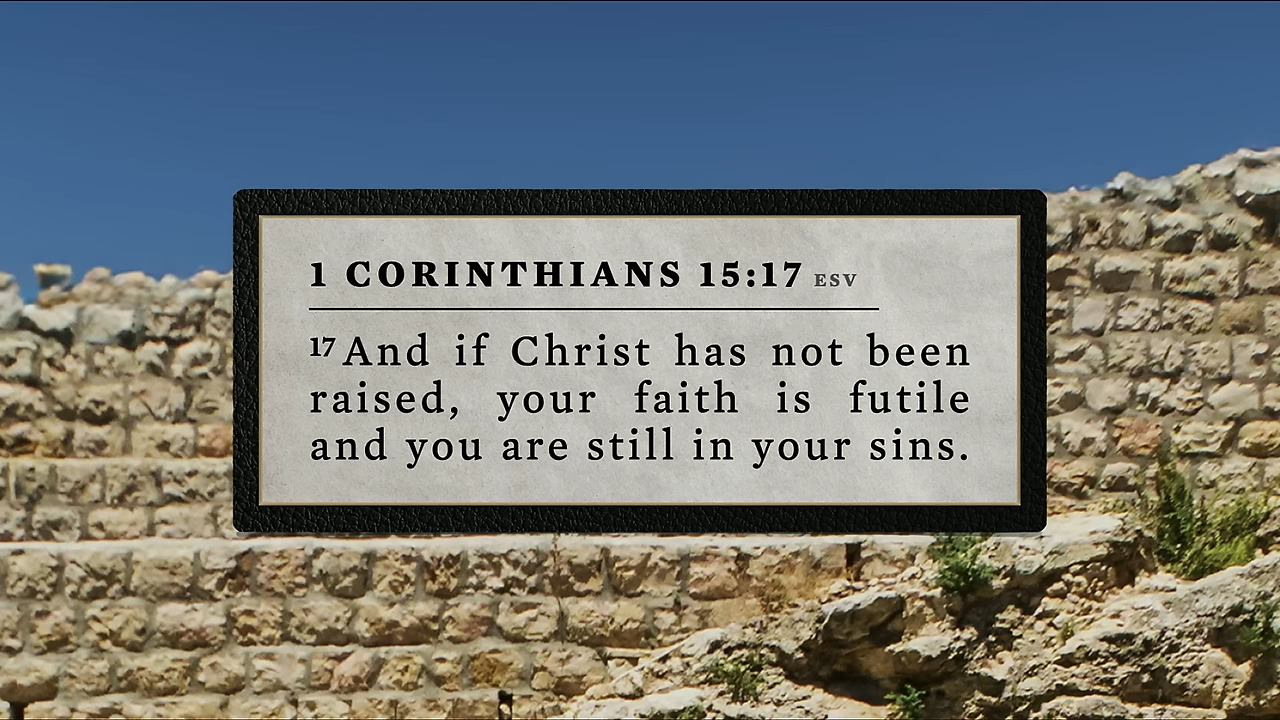 1 CORINTHIANS 15:17 ESV
17And if Christ has not been
raised, your faith is futile
and you are still in your sins.